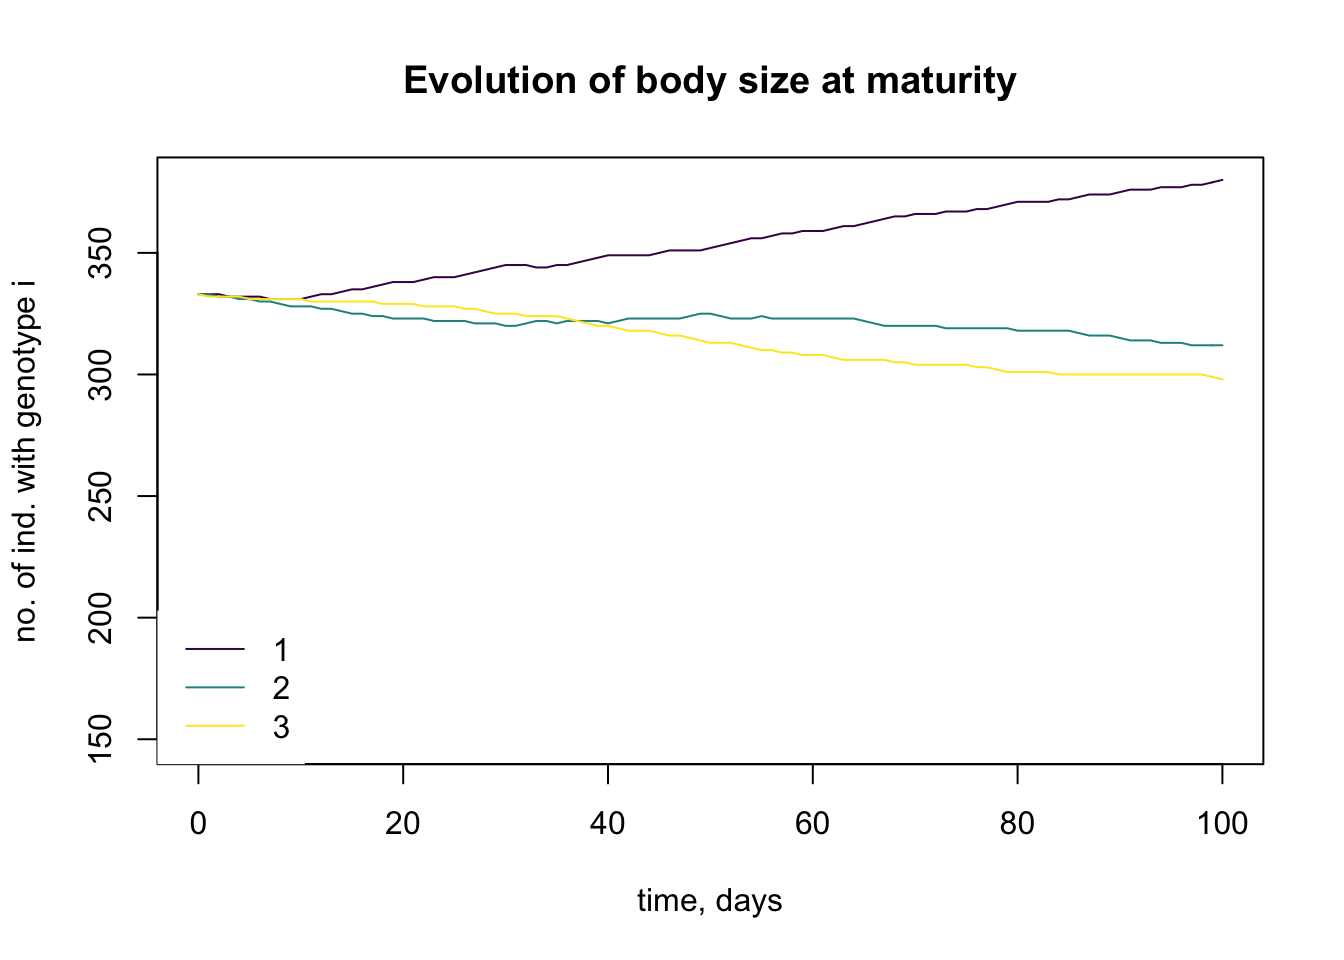 Evolution of body size at maturity
no. of ind. with genotype i
350
300
250
200
150
1
2
3
0 20 40 60 80 100
time, days